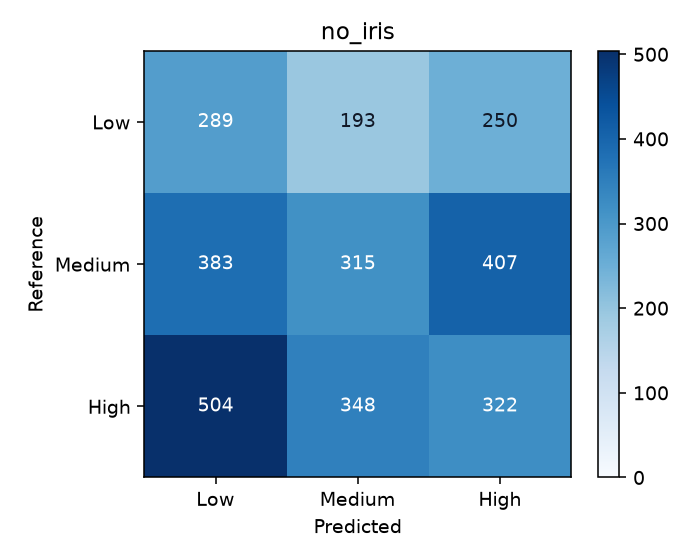 no_iris
Low 289 193 250
Medium 383 315 407
High 504 348 322
Low Medium High
Predicted
Reference
500
400
300
200
100
0